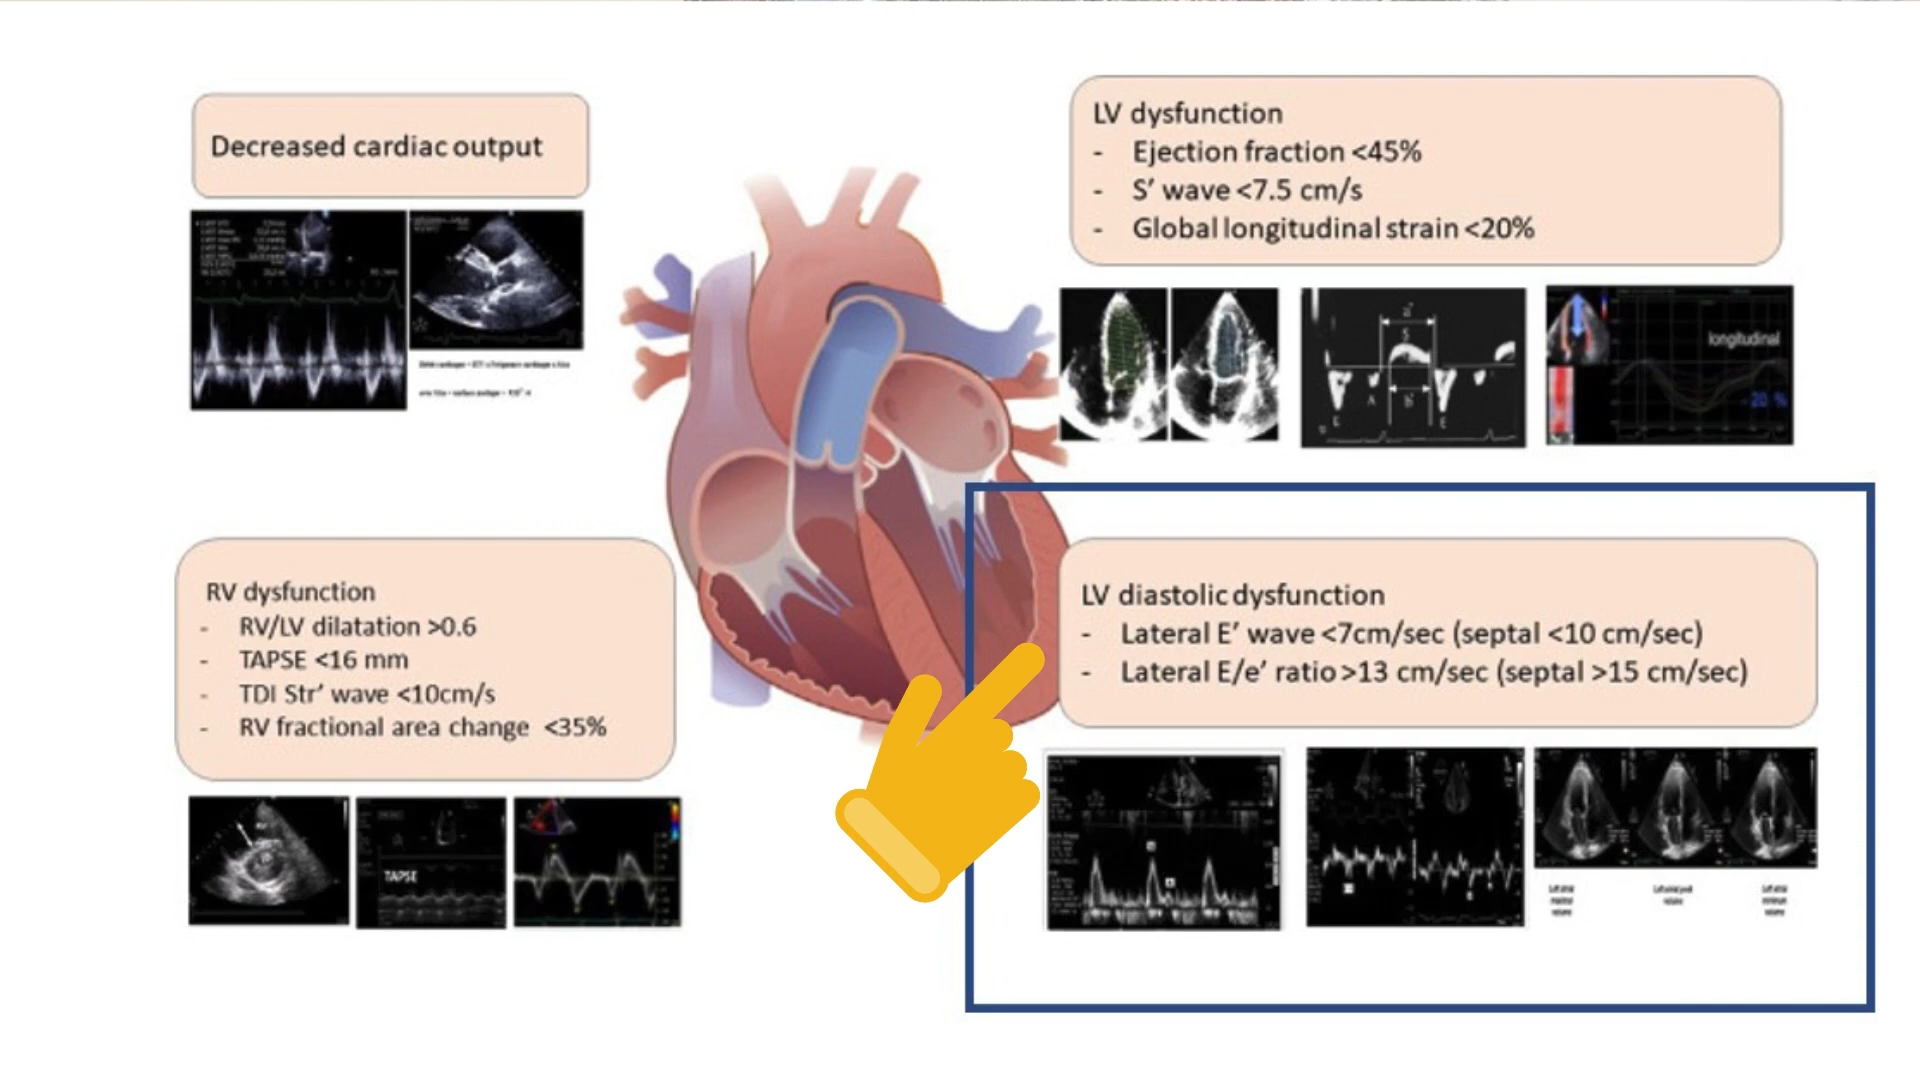 Decreased cardiac output
LV dysfunction
- Ejection fraction <45%
- S’ wave <7.5 cm/s
- Global longitudinal strain <20%
longitudinal
-20 %
a'
S
b'
A
E
E
RV dysfunction
- RV/LV dilatation >0.6
- TAPSE <16 mm
- TDI Str’ wave <10cm/s
- RV fractional area change <35%
TAPSE
LV diastolic dysfunction
- Lateral E’ wave <7cm/sec (septal <10 cm/sec)
- Lateral E/e’ ratio >13 cm/sec (septal >15 cm/sec)